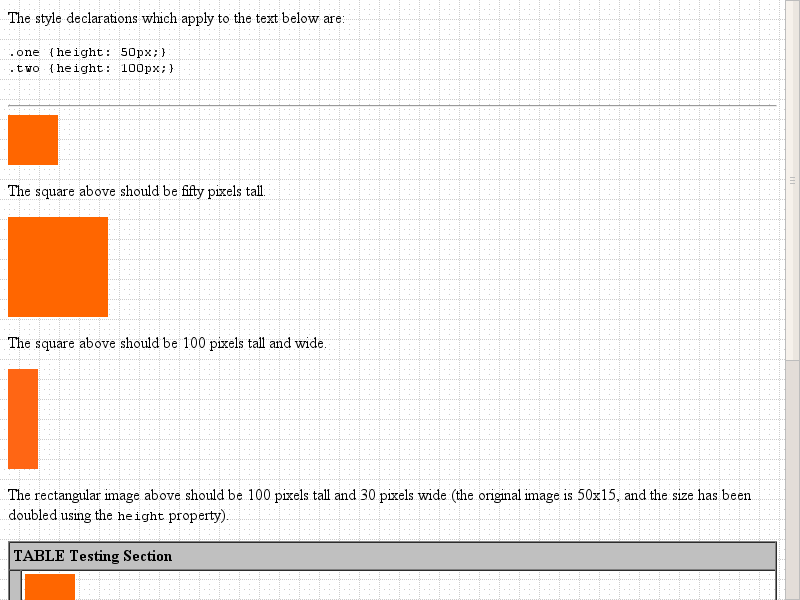 The style declarations which apply to the text below are:
.one {height: 50px;}
.two {height: 100px;}
The square above should be fifty pixels tall.
The square above should be 100 pixels tall and wide.
The rectangular image above should be 100 pixels tall and 30 pixels wide (the original image is 50x15, and the size has been
doubled using the height property).
TABLE Testing Section